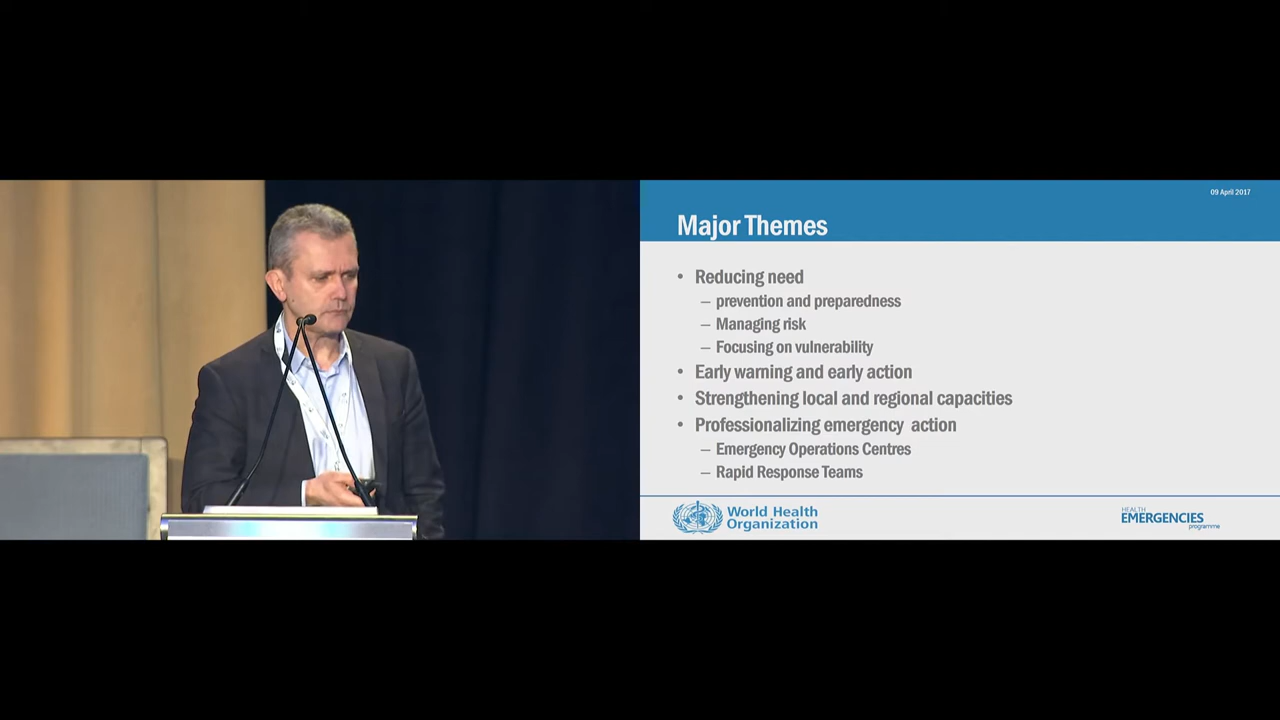 09 April 2017
Major Themes
• Reducing need
– prevention and preparedness
– Managing risk
– Focusing on vulnerability
• Early warning and early action
• Strengthening local and regional capacities
• Professionalizing emergency action
– Emergency Operations Centres
– Rapid Response Teams
World Health
Organization
HEALTH
EMERGENCIES
programme